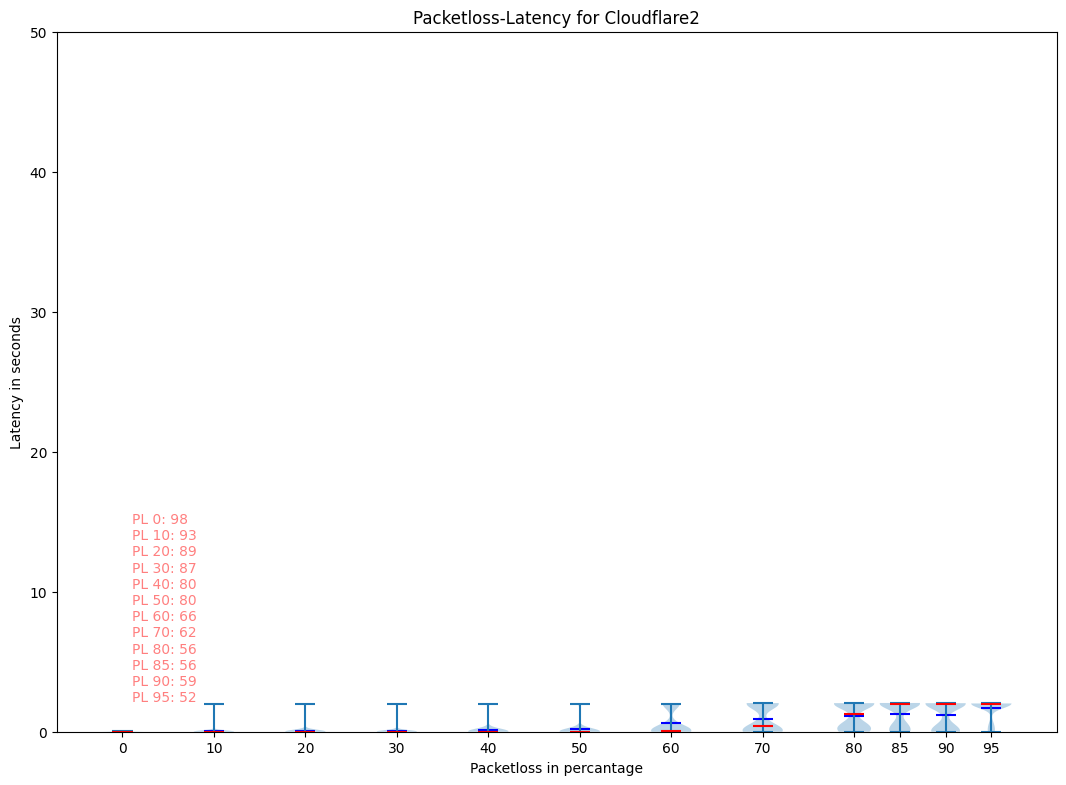 Packetloss-Latency for Cloudflare2
50
40
30
20
10
0
Latency in seconds
PL 0: 98
PL 10: 93
PL 20: 89
PL 30: 87
PL 40: 80
PL 50: 80
PL 60: 66
PL 70: 62
PL 80: 56
PL 85: 56
PL 90: 59
PL 95: 52
0 10 20 30 40 50 60 70 80 85 90 95
Packetloss in percantage